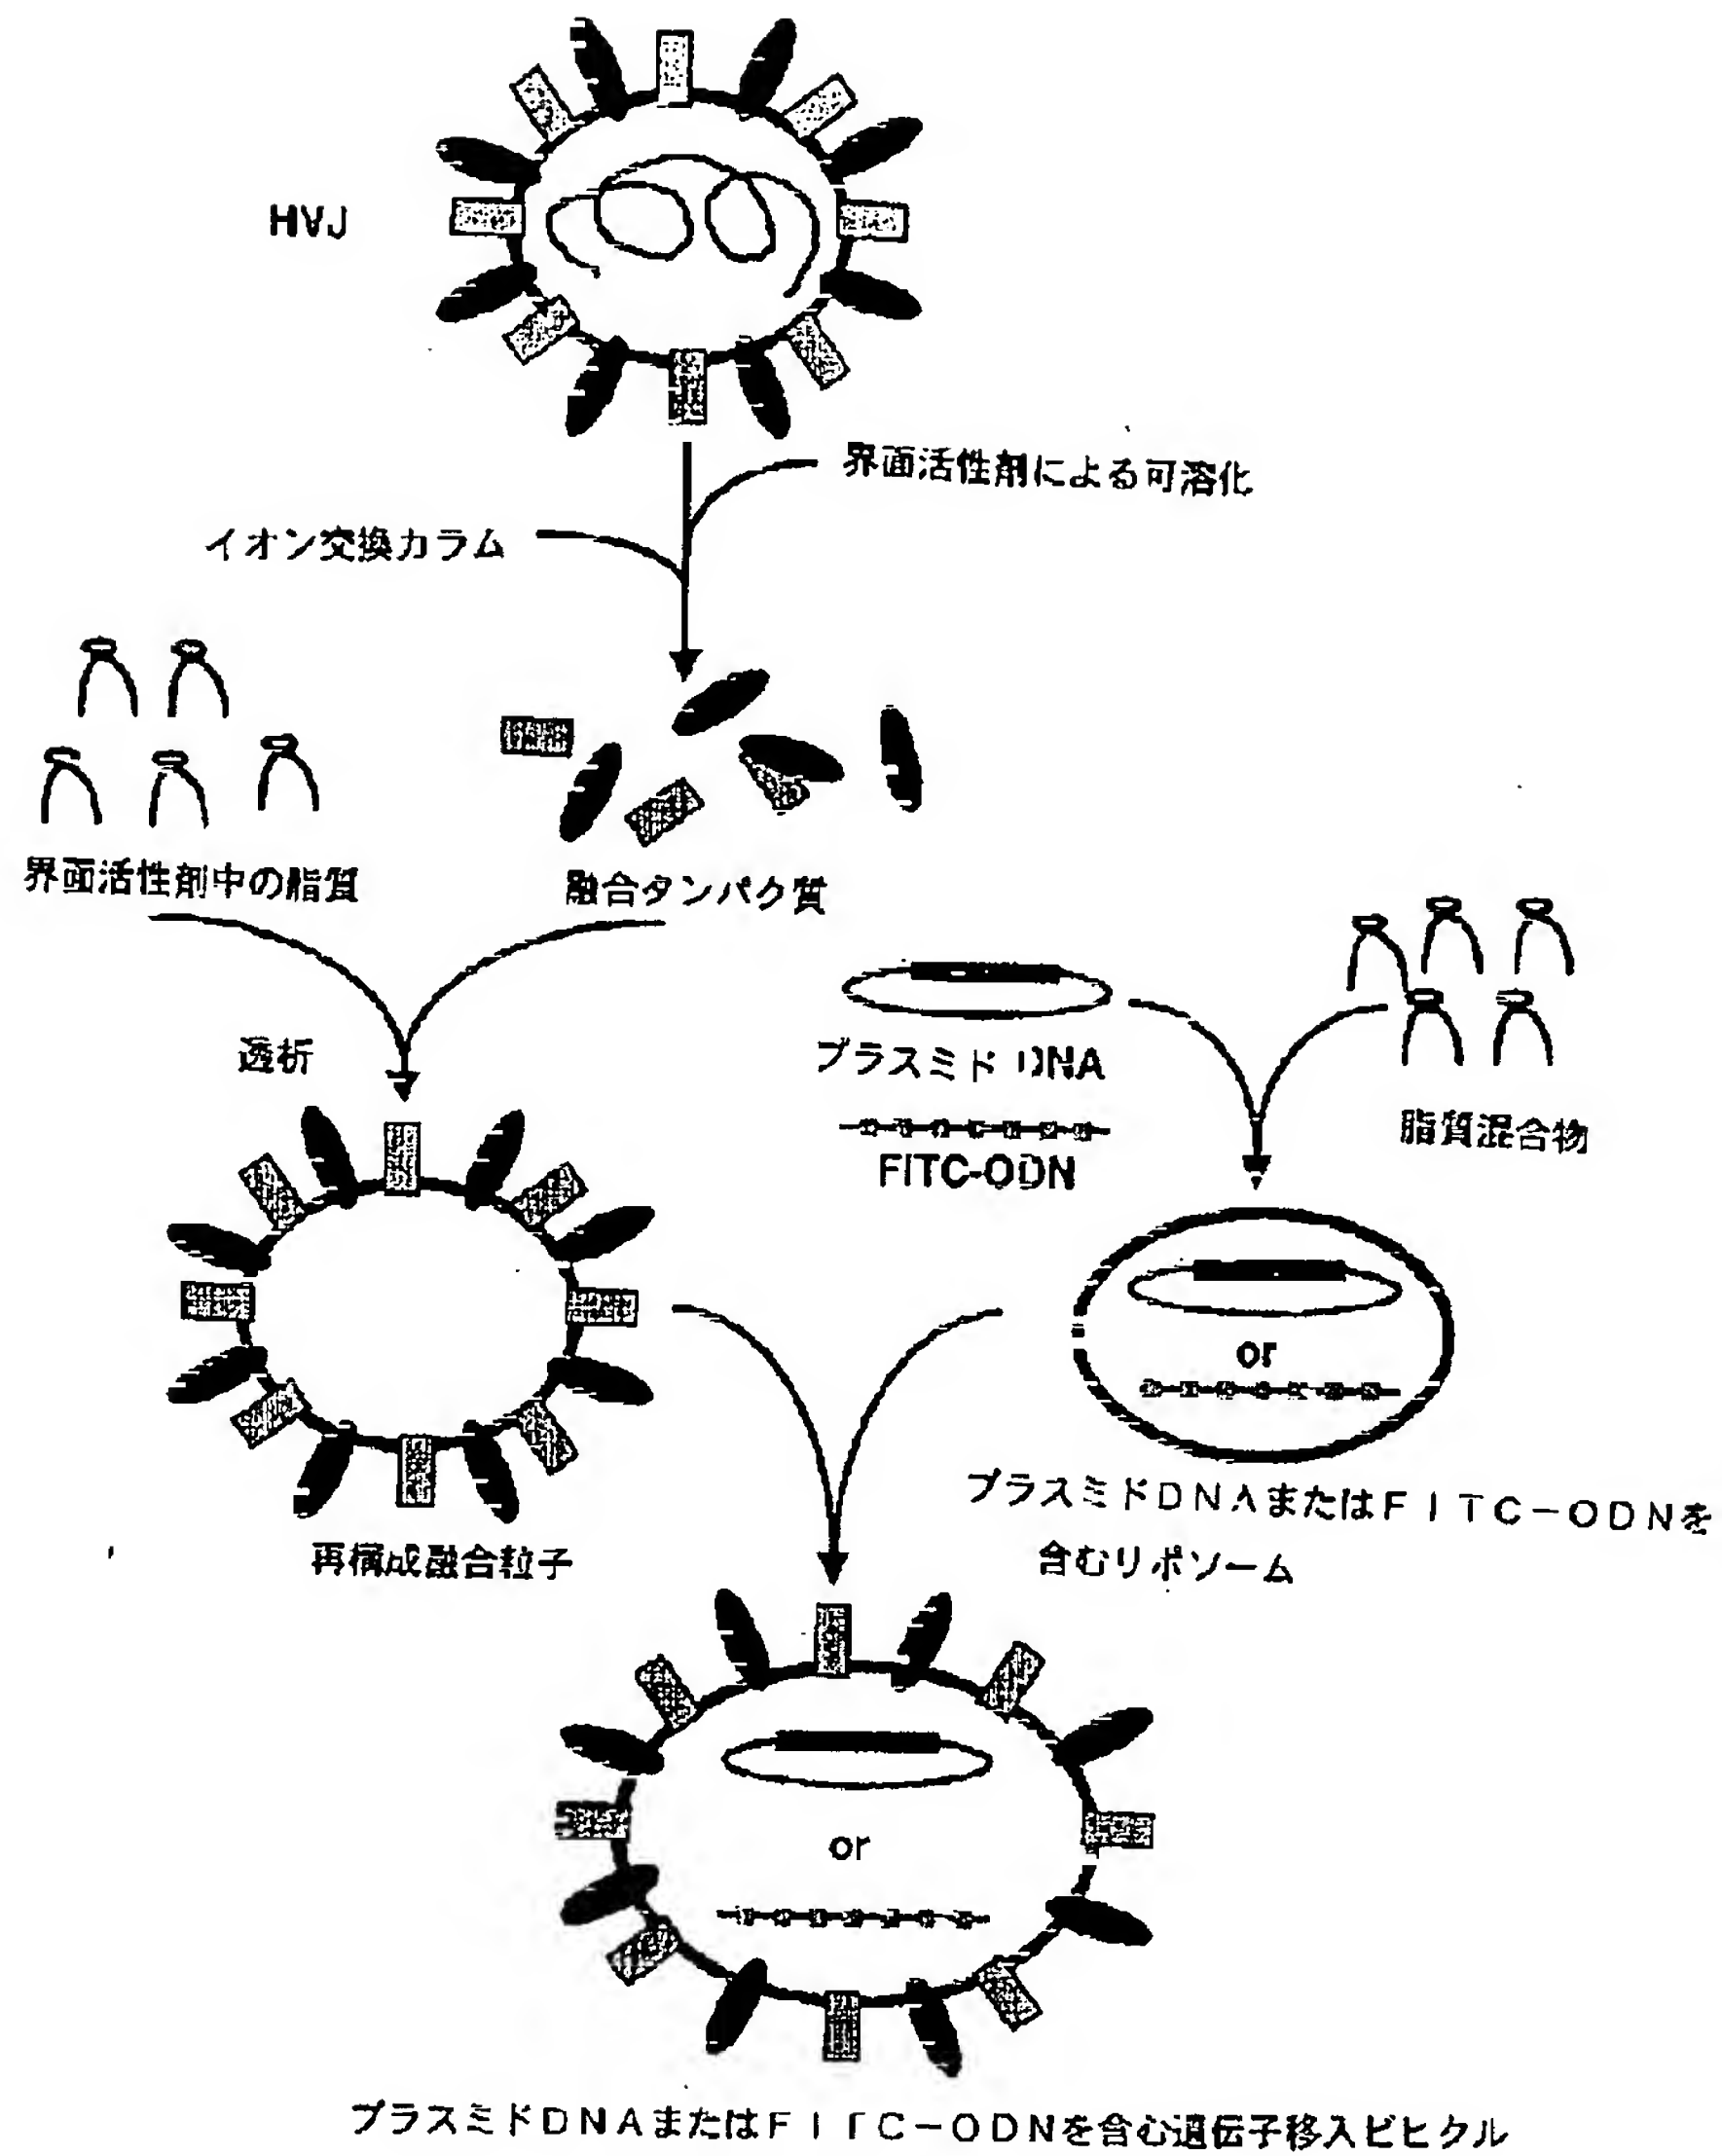 HVJ
界面活性剤による可溶化
イオン交換カラム
界面活性剤中の脂質
融合タンパク質
透析
プラスミド DNA
FITC-ODN
脂質混合物
or
プラスミドDNAまたはFITC-ODNを
含むリポソーム
再構成融合粒子
or
プラスミドDNAまたはFITC-ODNを含む遺伝子移入ビヒクル